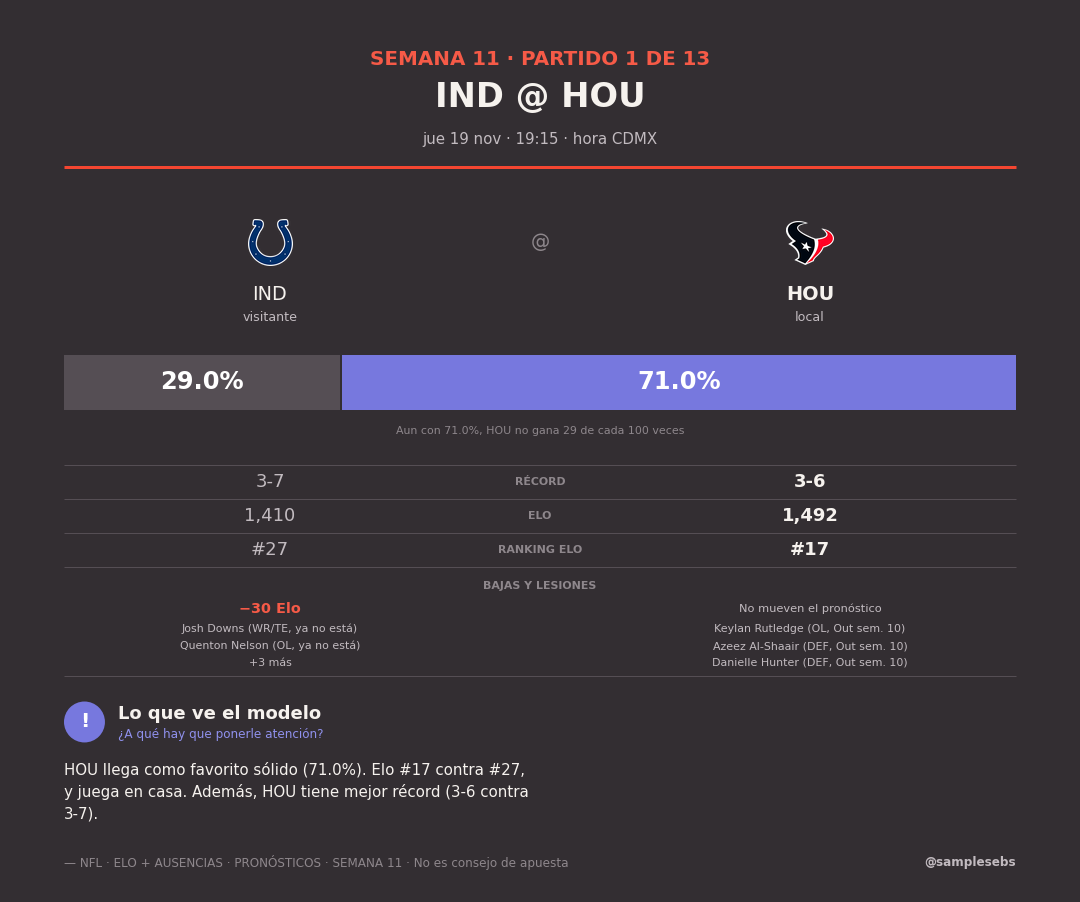 SEMANA 11 · PARTIDO 1 DE 13
IND @ HOU
jue 19 nov · 19:15 · hora CDMX
@
IND
HOU
visitante
local
29.0%
71.0%
Aun con 71.0%, HOU no gana 29 de cada 100 veces
3-7
RÉCORD
3-6
1,410
ELO
1,492
#27
RANKING ELO
#17
BAJAS Y LESIONES
−30 Elo
Josh Downs (WR/TE, ya no está)
Quenton Nelson (OL, ya no está)
+3 más
No mueven el pronóstico
Keylan Rutledge (OL, Out sem. 10)
Azeez Al-Shaair (DEF, Out sem. 10)
Danielle Hunter (DEF, Out sem. 10)
!
Lo que ve el modelo
¿A qué hay que ponerle atención?
HOU llega como favorito sólido (71.0%). Elo #17 contra #27,
y juega en casa. Además, HOU tiene mejor récord (3-6 contra
3-7).
— NFL · ELO + AUSENCIAS · PRONÓSTICOS · SEMANA 11 · No es consejo de apuesta
@samplesebs